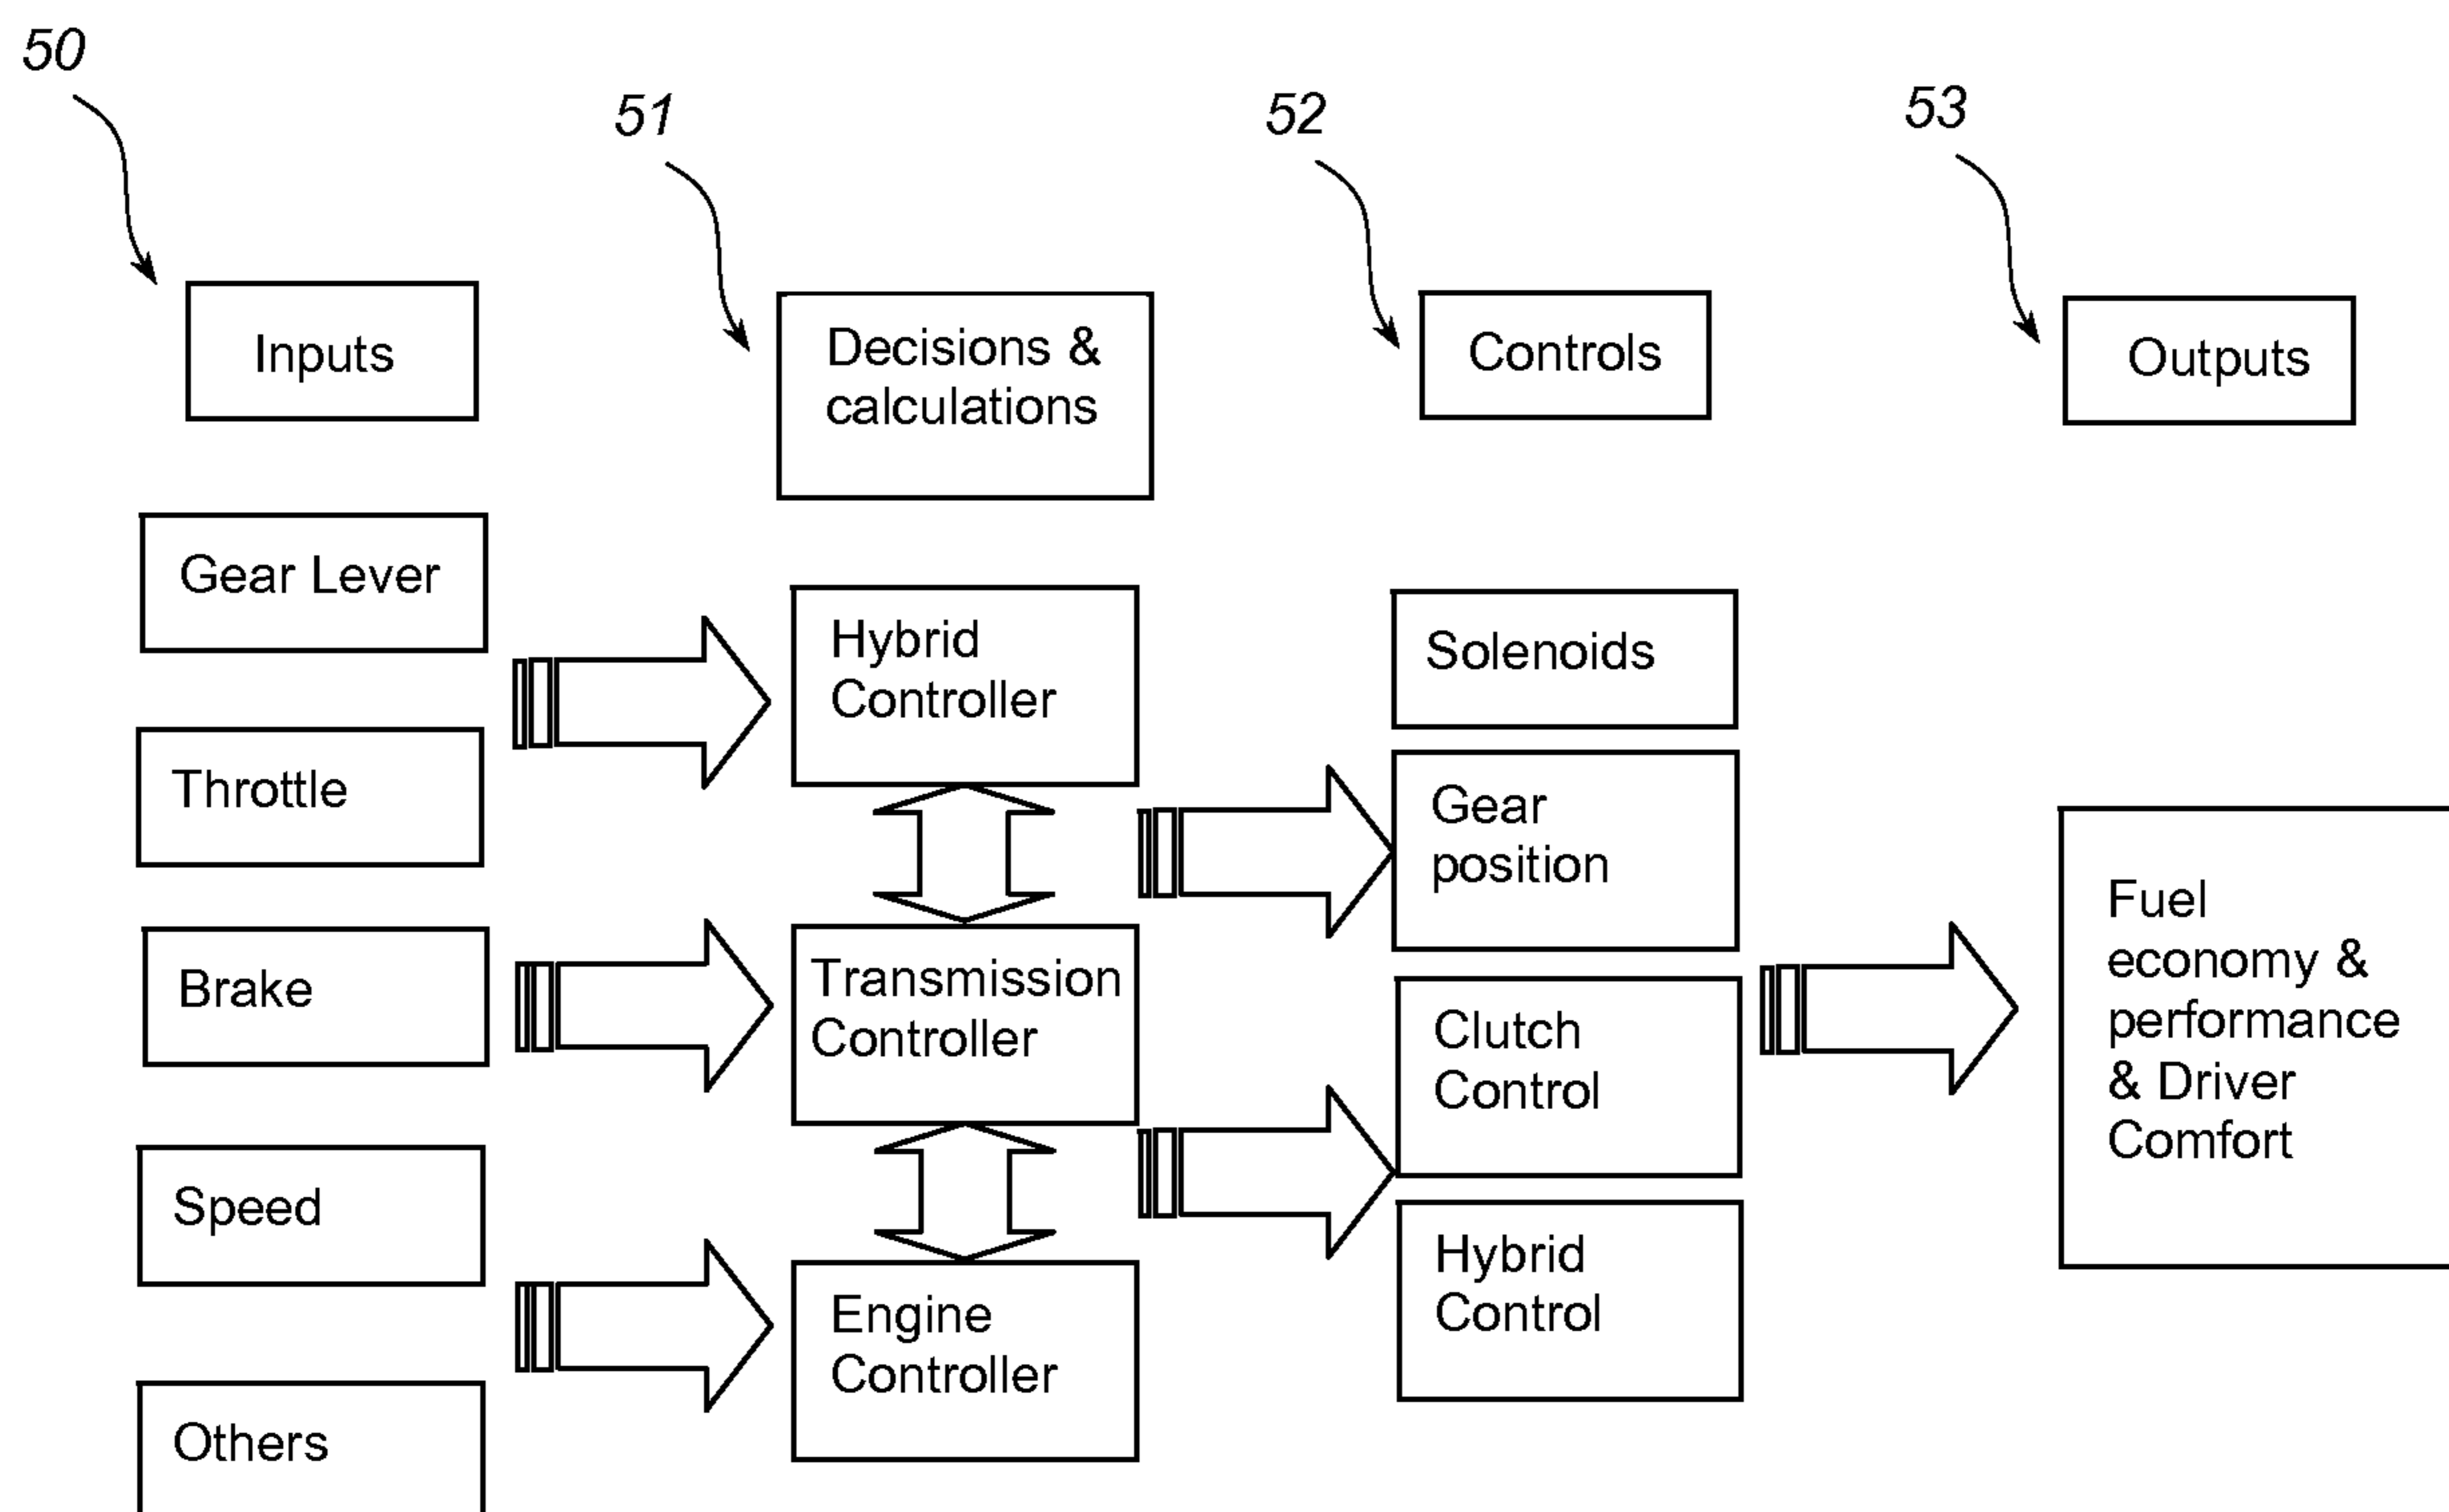 50
51
52
53
Inputs
Decisions &
calculations
Controls
Outputs
Gear Lever
Throttle
Brake
Speed
Others
Hybrid
Controller
Transmission
Controller
Engine
Controller
Solenoids
Gear
position
Clutch
Control
Hybrid
Control
Fuel
economy &
performance
& Driver
Comfort